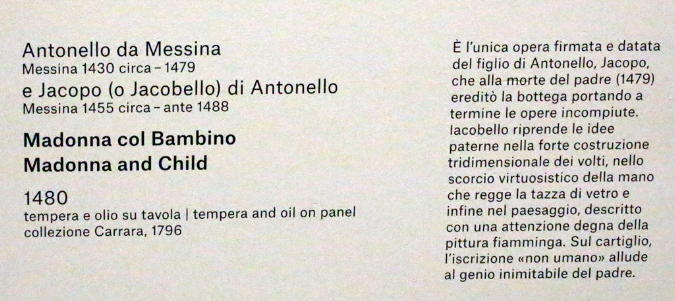 Antonello da Messina
Messina 1430 circa – 1479
e Jacopo (o Jacobello) di Antonello
Messina 1455 circa – ante 1488
Madonna col Bambino
Madonna and Child
1480
tempera e olio su tavola | tempera and oil on panel
collezione Carrara, 1796
È l'unica opera firmata e datata
del figlio di Antonello, Jacopo,
che alla morte del padre (1479)
ereditò la bottega portando a
termine le opere incompiute.
Iacobello riprende le idee
paterne nella forte costruzione
tridimensionale dei volti, nello
scorcio virtuosistico della mano
che regge la tazza di vetro e
infine nel paesaggio, descritto
con una attenzione degna della
pittura fiamminga. Sul cartiglio,
l'iscrizione «non umano» allude
al genio inimitabile del padre.